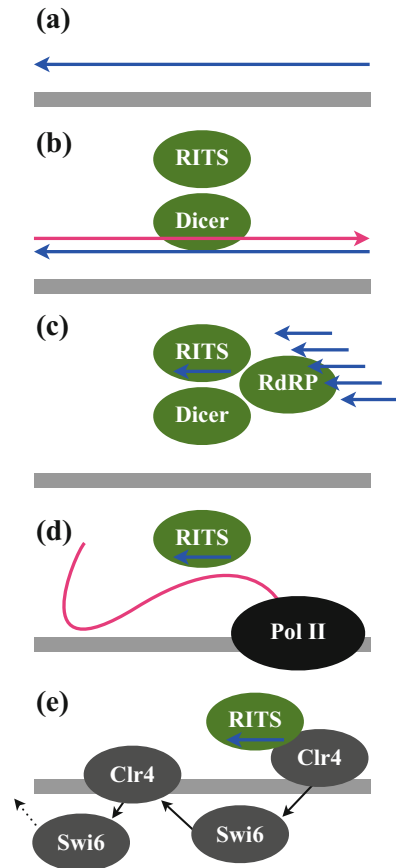 (a)
(b)
RITS
Dicer
(c)
RITS
RdRP
Dicer
(d)
RITS
Pol II
(e)
RITS
Clr4
Clr4
Swi6
Swi6